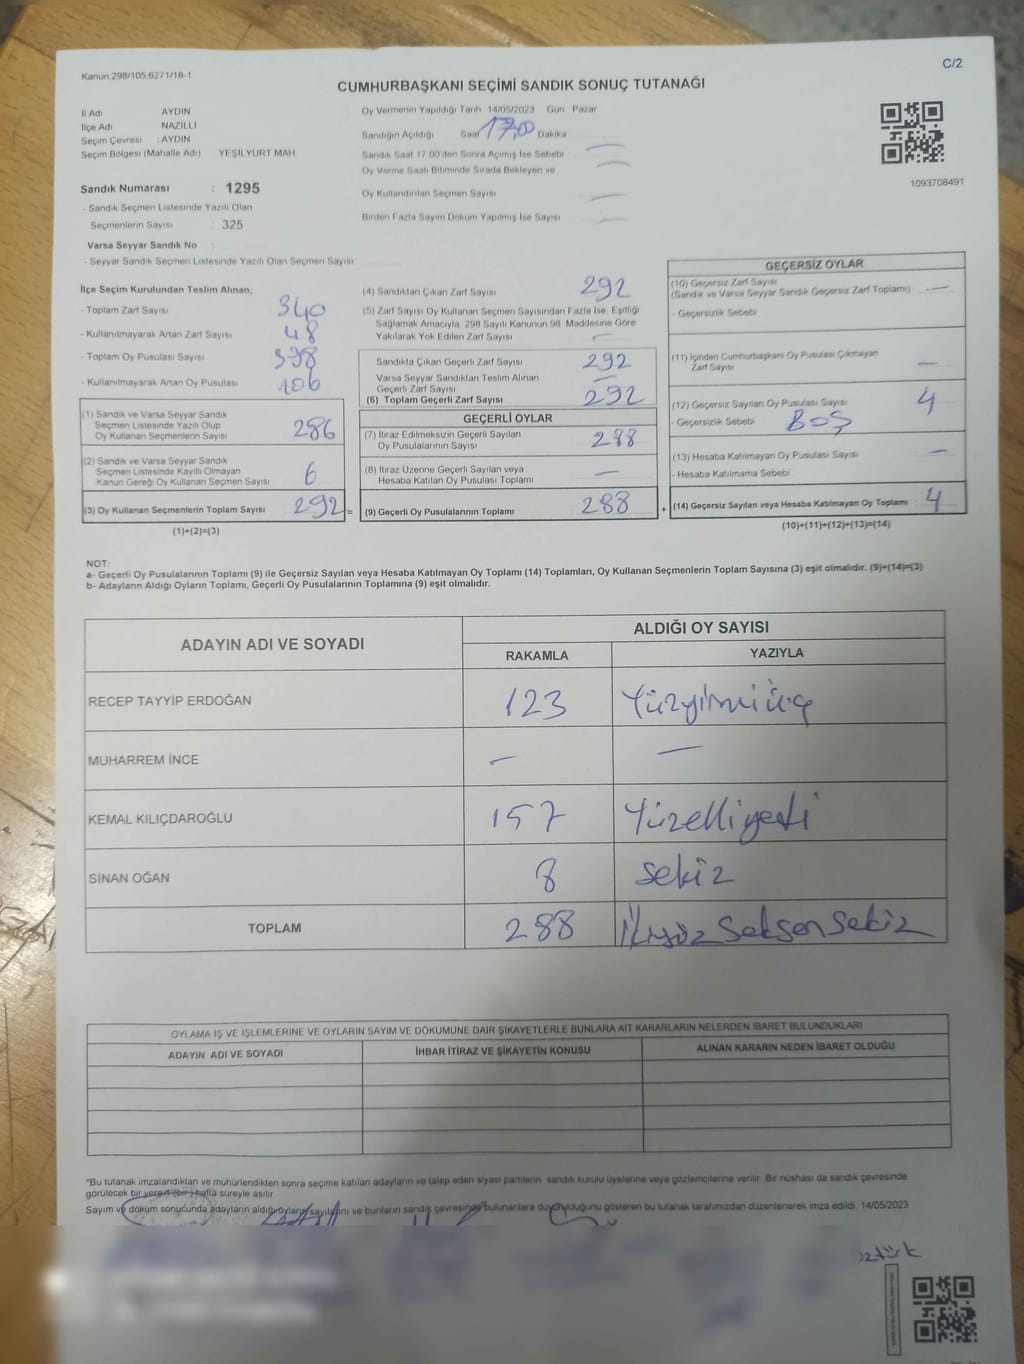 Kanun:298/105,6271/16-1
C/2
CUMHURBAŞKANI SEÇİMİ SANDIK SONUÇ TUTANAĞI
İl Adı AYDIN
İlçe Adı NAZİLLİ
Seçim Çevresi : AYDIN
Seçim Bölgesi (Mahalle Adı) YEŞİLYURT MAH
Sandık Numarası : 1295
- Sandık Seçmen Listesinde Yazılı Olan
Seçmenlerin Sayısı : 325
Varsa Seyyar Sandık No :
- Seyyar Sandık Seçmen Listesinde Yazılı Olan Seçmen Sayısı
Oy Vermenin Yapıldığı Tarih 14/05/2023 Gün Pazar
Sandığın Açıldığı Saat 17,00 Dakika
Sandık Saat 17 00'den Sonra Açımış İse Sebebi —
Oy Verme Saati Bitiminde Sırada Bekleyen ve —
Oy Kullandırılan Seçmen Sayısı —
Birden Fazla Sayım Döküm Yapılmış İse Sayısı —
1093708491
İlçe Seçim Kurulundan Teslim Alınan;
- Toplam Zarf Sayısı 340
- Kullanılmayarak Artan Zarf Sayısı 48
- Toplam Oy Pusulası Sayısı 398
- Kullanılmayarak Artan Oy Pusulası 106
(1) Sandık ve Varsa Seyyar Sandık
Seçmen Listesinde Yazılı Olup
Oy Kullanan Seçmenlerin Sayısı 286
(2) Sandık ve Varsa Seyyar Sandık
Seçmen Listesinde Kayıtlı Olmayan
Kanun Gereği Oy Kullanan Seçmen Sayısı 6
(3) Oy Kullanan Seçmenlerin Toplam Sayısı 292 =
(1)+(2)=(3)
(4) Sandıktan Çıkan Zarf Sayısı 292
(5) Zarf Sayısı Oy Kullanan Seçmen Sayısından Fazla İse, Eşitliği
Sağlamak Amacıyla, 298 Sayılı Kanunun 98. Maddesine Göre
Yakılarak Yok Edilen Zarf Sayısı —
Sandıkta Çıkan Geçerli Zarf Sayısı 292
Varsa Seyyar Sandıktan Teslim Alınan
Geçerli Zarf Sayısı —
(6) Toplam Geçerli Zarf Sayısı 292
GEÇERLİ OYLAR
(7) İtiraz Edilmeksizin Geçerli Sayılan
Oy Pusulalarının Sayısı 288
(8) İtiraz Üzerine Geçerli Sayılan veya
Hesaba Katılan Oy Pusulası Toplamı —
(9) Geçerli Oy Pusulalarının Toplamı 288 +
GEÇERSİZ OYLAR
(10) Geçersiz Zarf Sayısı
(Sandık ve Varsa Seyyar Sandık Geçersiz Zarf Toplamı) —
- Geçersizlik Sebebi
(11) İçinden Cumhurbaşkanı Oy Pusulası Çıkmayan
Zarf Sayısı —
(12) Geçersiz Sayılan Oy Pusulası Sayısı 4
- Geçersizlik Sebebi BOŞ
(13) Hesaba Katılmayan Oy Pusulası Sayısı —
- Hesaba Katılmama Sebebi
(14) Geçersiz Sayılan veya Hesaba Katılmayan Oy Toplamı 4
(10)+(11)+(12)+(13)=(14)
NOT:
a- Geçerli Oy Pusulalarının Toplamı (9) ile Geçersiz Sayılan veya Hesaba Katılmayan Oy Toplamı (14) Toplamları, Oy Kullanan Seçmenlerin Toplam Sayısına (3) eşit olmalıdır. (9)+(14)=(3)
b- Adayların Aldığı Oyların Toplamı, Geçerli Oy Pusulalarının Toplamına (9) eşit olmalıdır.
ADAYIN ADI VE SOYADI
ALDIĞI OY SAYISI
RAKAMLA YAZIYLA
RECEP TAYYİP ERDOĞAN 123 Yüzyirmiüç
MUHARREM İNCE — —
KEMAL KILIÇDAROĞLU 157 Yüzelliyedi
SİNAN OĞAN 8 Sekiz
TOPLAM 288 İkiyüzseksensekiz
OYLAMA İŞ VE İŞLEMLERİNE VE OYLARIN SAYIM VE DÖKÜMÜNE DAİR ŞİKAYETLERLE BUNLARA AİT KARARLARIN NELERDEN İBARET BULUNDUKLARI
ADAYIN ADI VE SOYADI İHBAR İTİRAZ VE ŞİKAYETİN KONUSU ALINAN KARARIN NEDEN İBARET OLDUĞU
*Bu tutanak imzalandıktan ve mühürlendikten sonra seçime katılan adayların ve talep eden siyasi partilerin sandık kurulu üyelerine veya gözlemcilerine verilir. Bir nüshası da sandık çevresinde
görülecek bir yere 1 (bir) hafta süreyle asılır
Sayım ve döküm sonucunda adayların aldığı oyların sayılarını ve bunların sandık çevresinde bulunanlara duyurulduğunu gösteren bu tutanak tarafımızdan düzenlenerek imza edildi. 14/05/2023